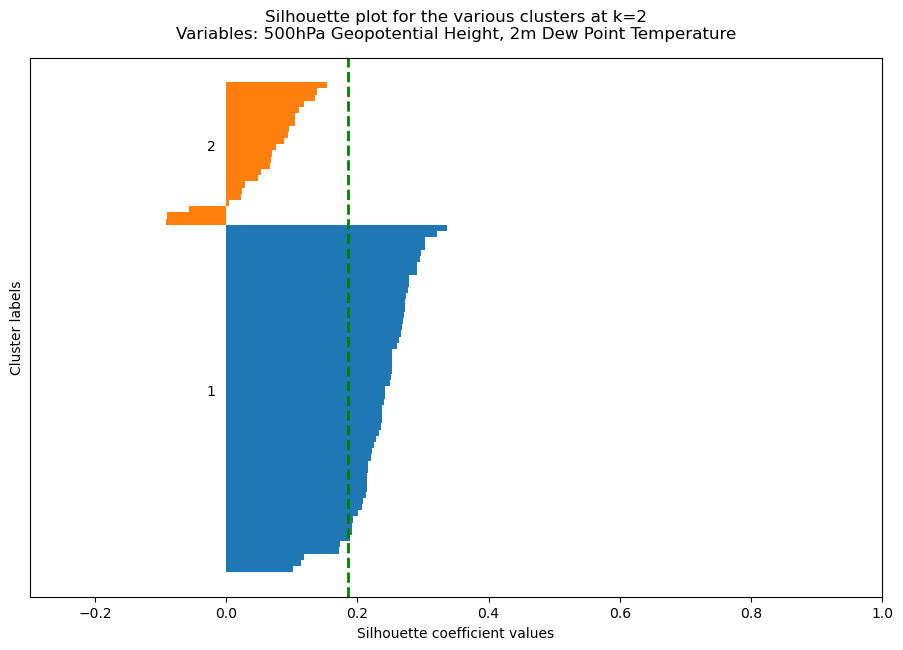 Silhouette plot for the various clusters at k=2
Variables: 500hPa Geopotential Height, 2m Dew Point Temperature
2
1
Cluster labels
−0.2 0.0 0.2 0.4 0.6 0.8 1.0
Silhouette coefficient values